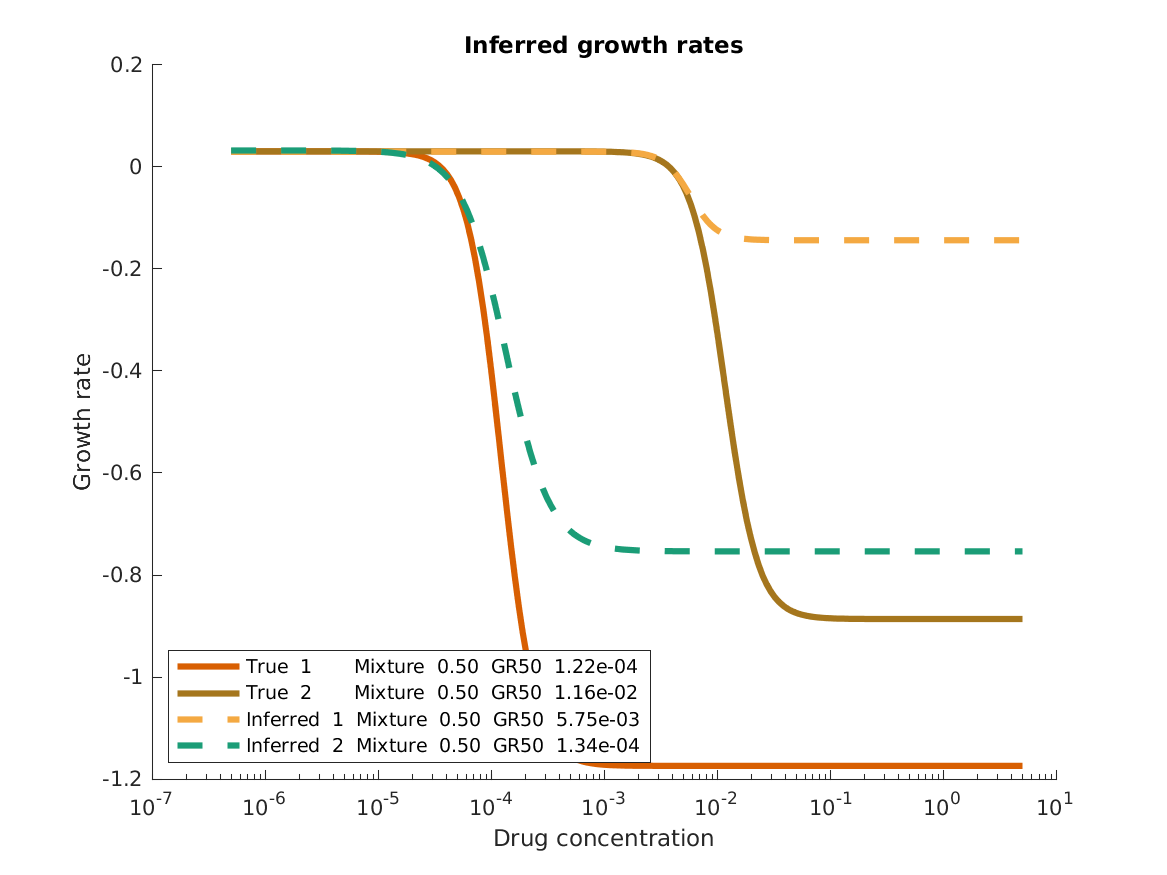 Inferred growth rates
0.2
0
-0.2
-0.4
-0.6
-0.8
-1
-1.2
Growth rate
True 1 Mixture 0.50 GR50 1.22e-04
True 2 Mixture 0.50 GR50 1.16e-02
Inferred 1 Mixture 0.50 GR50 5.75e-03
Inferred 2 Mixture 0.50 GR50 1.34e-04
10^-7 10^-6 10^-5 10^-4 10^-3 10^-2 10^-1 10^0 10^1
Drug concentration